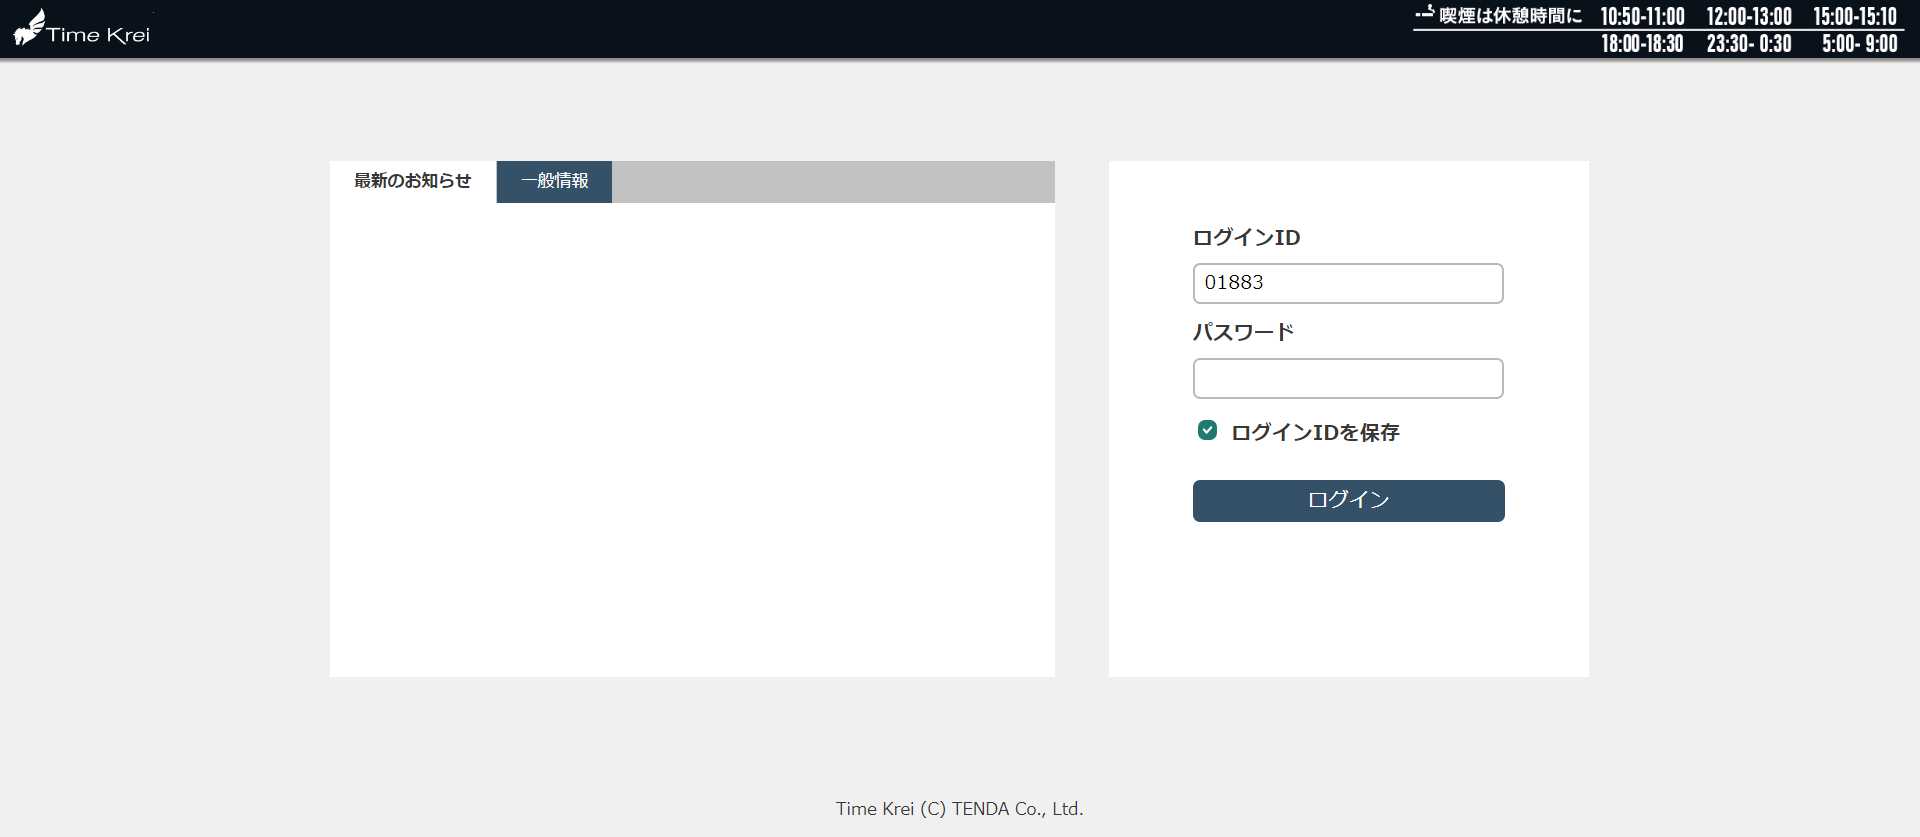 Time Krei
喫煙は休憩時間に 10:50-11:00 12:00-13:00 15:00-15:10
18:00-18:30 23:30- 0:30 5:00- 9:00
最新のお知らせ 一般情報
ログインID
01883
パスワード
ログインIDを保存
ログイン
Time Krei (C) TENDA Co., Ltd.